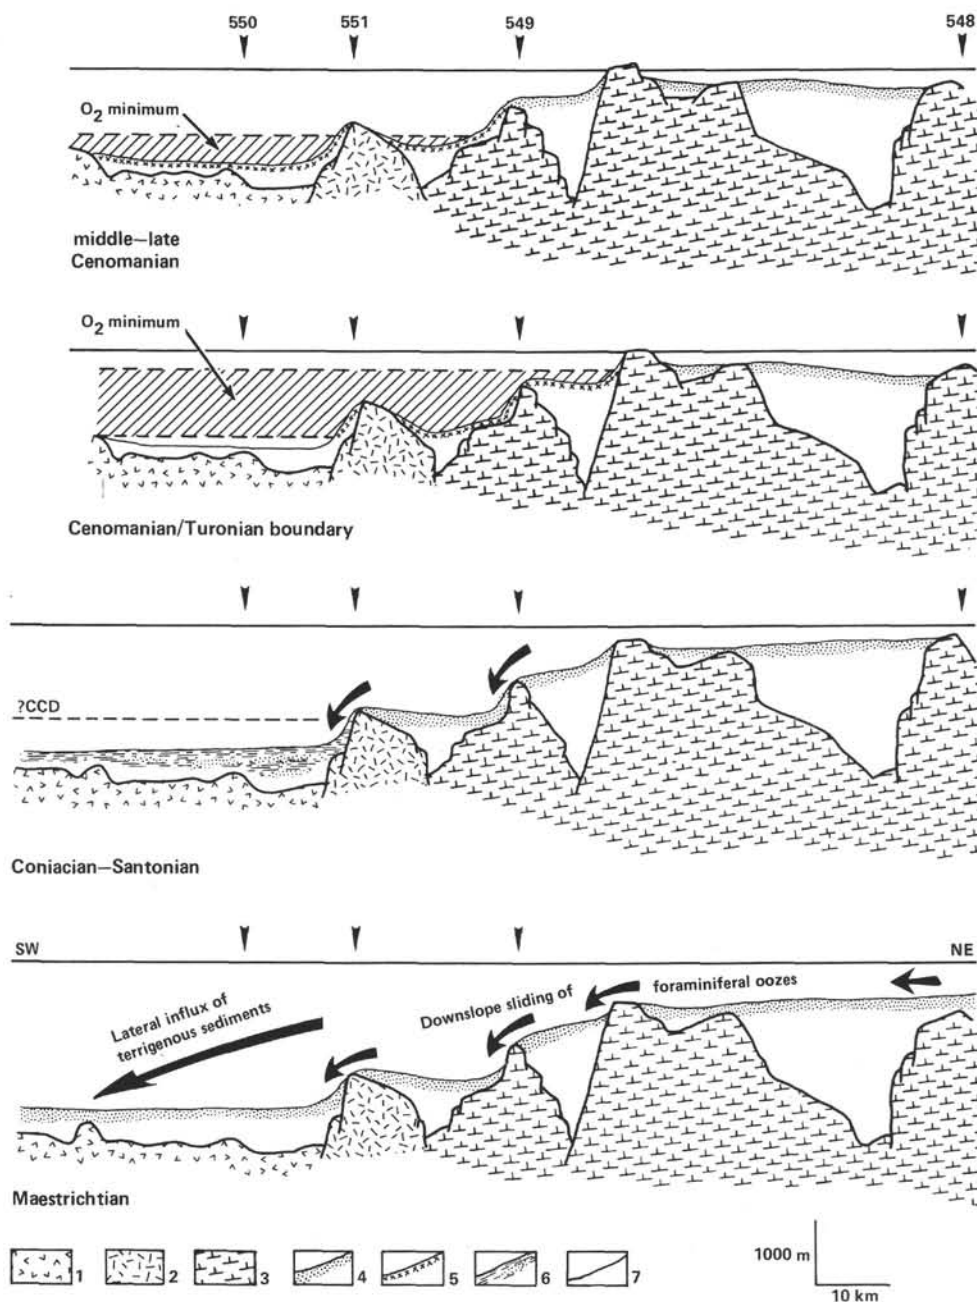 550 551 549 548
O2 minimum
middle—late
Cenomanian
O2 minimum
Cenomanian/Turonian boundary
?CCD
Coniacian—Santonian
SW NE
Lateral influx of
terrigenous sediments
Downslope sliding of foraminiferal oozes
Maestrichtian
1 2 3 4 5 6 7
1000 m
10 km